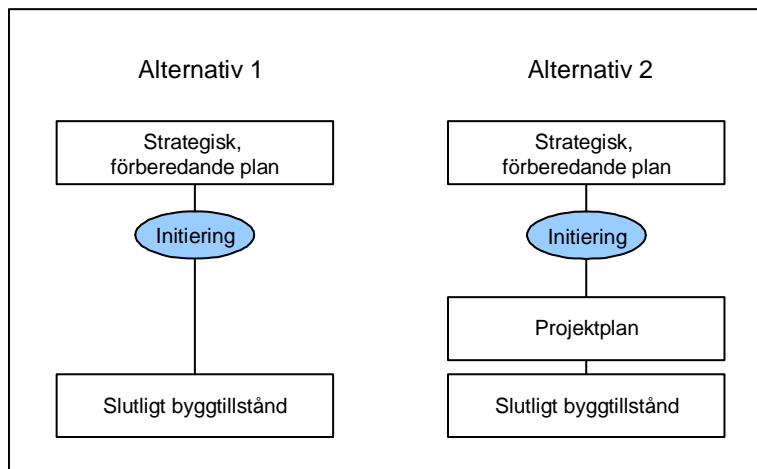 Alternativ 1
Strategisk,
förberedande plan
Initiering
Slutligt byggtillstånd
Alternativ 2
Strategisk,
förberedande plan
Initiering
Projektplan
Slutligt byggtillstånd